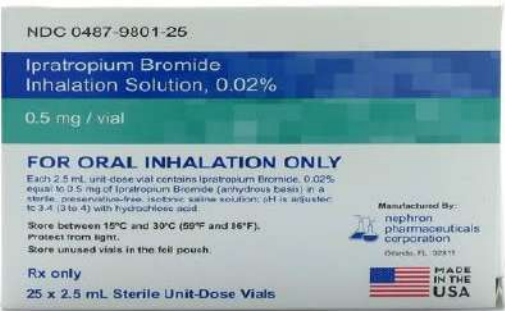 NDC 0487-9801-25
Ipratropium Bromide
Inhalation Solution, 0.02%
0.5 mg / vial
FOR ORAL INHALATION ONLY
Each 2.5 mL unit-dose vial contains Ipratropium Bromide, 0.02%
equal to 0.5 mg of Ipratropium Bromide (anhydrous basis) in a
sterile, preservative-free, isotonic saline solution; pH is adjusted
to 3.4 (3 to 4) with hydrochloric acid.
Store between 15°C and 30°C (59°F and 86°F).
Protect from light.
Store unused vials in the foil pouch.
Rx only
25 x 2.5 mL Sterile Unit-Dose Vials
Manufactured By:
nephron
pharmaceuticals
corporation
Orlando, FL
MADE
IN THE
USA